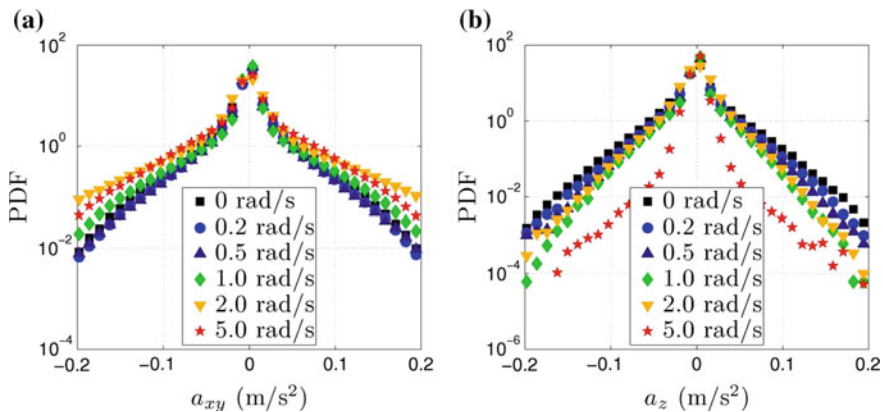 (a)
10^2
10^0
10^-2
10^-4
PDF
0 rad/s
0.2 rad/s
0.5 rad/s
1.0 rad/s
2.0 rad/s
5.0 rad/s
−0.2
−0.1
0
0.1
0.2
a_xy (m/s^2)
(b)
10^2
10^0
10^-2
10^-4
10^-6
PDF
0 rad/s
0.2 rad/s
0.5 rad/s
1.0 rad/s
2.0 rad/s
5.0 rad/s
−0.2
−0.1
0
0.1
0.2
a_z (m/s^2)